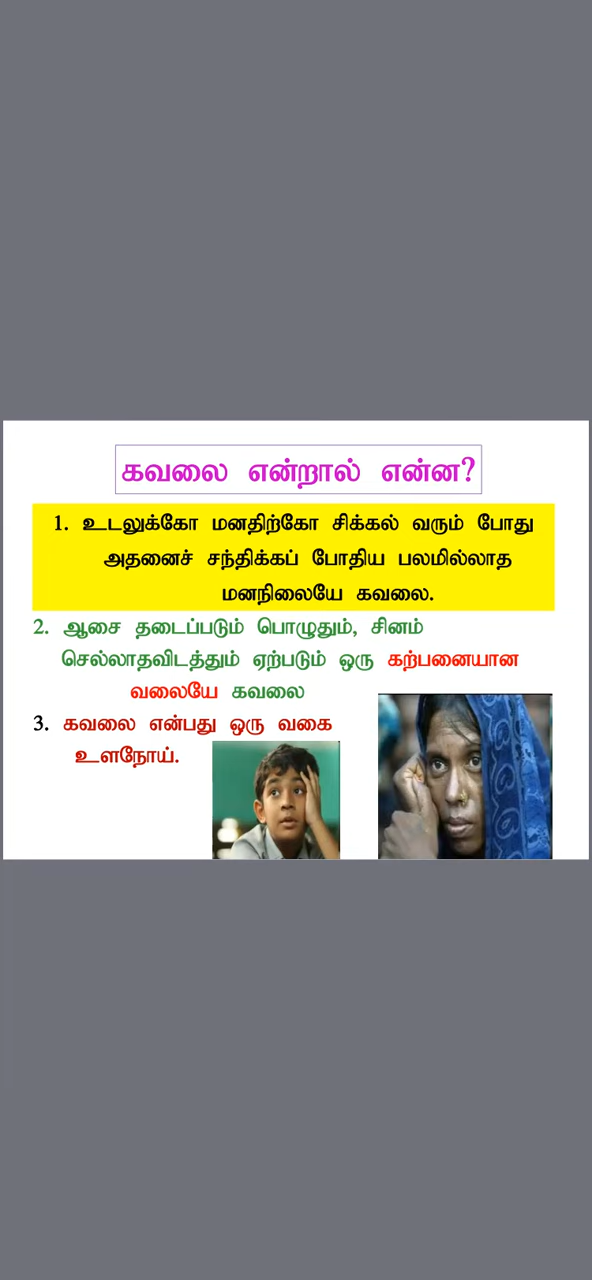 கவலை என்றால் என்ன?
1. உடலுக்கோ மனதிற்கோ சிக்கல் வரும் போது
அதனைச் சந்திக்கப் போதிய பலமில்லாத
மனநிலையே கவலை.
2. ஆசை தடைப்படும் பொழுதும், சினம்
செல்லாதவிடத்தும் ஏற்படும் ஒரு கற்பனையான
வலையே கவலை
3. கவலை என்பது ஒரு வகை
உளநோய்.